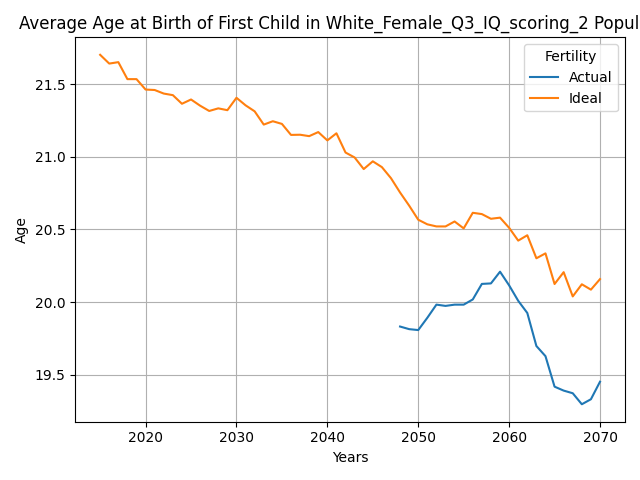 Average Age at Birth of First Child in White_Female_Q3_IQ_scoring_2 Popul
Fertility
Actual
Ideal
21.5
21.0
20.5
20.0
19.5
Age
2020 2030 2040 2050 2060 2070
Years